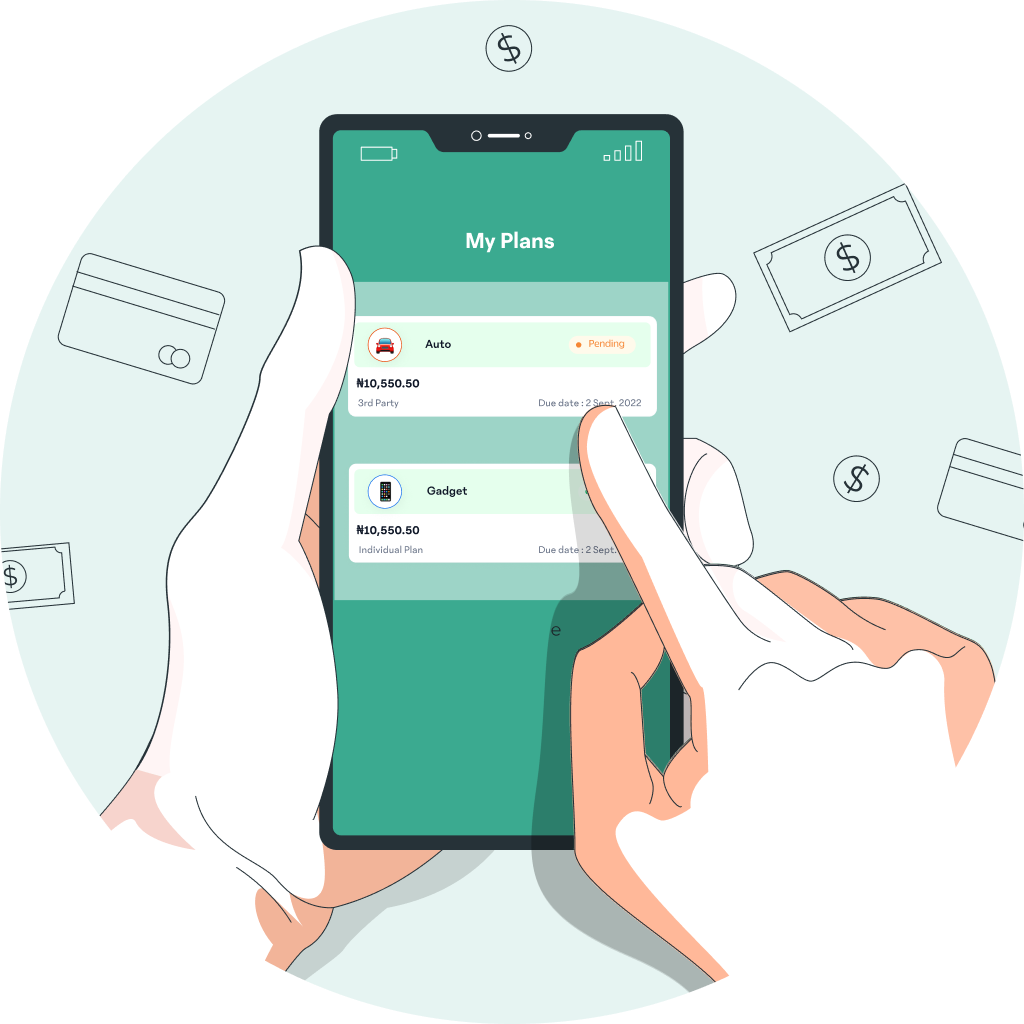 My Plans
Auto
Pending
₦10,550.50
3rd Party
Due date : 2 Sept, 2022
Gadget
₦10,550.50
Individual Plan
Due date : 2 Sept.
e